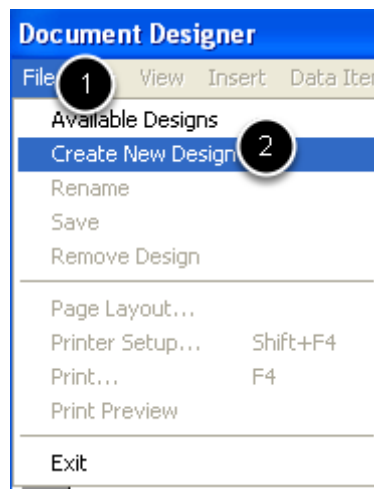 Document Designer
File 1 View Insert Data Ite
Available Designs
Create New Design 2
Rename
Save
Remove Design
Page Layout...
Printer Setup... Shift+F4
Print... F4
Print Preview
Exit